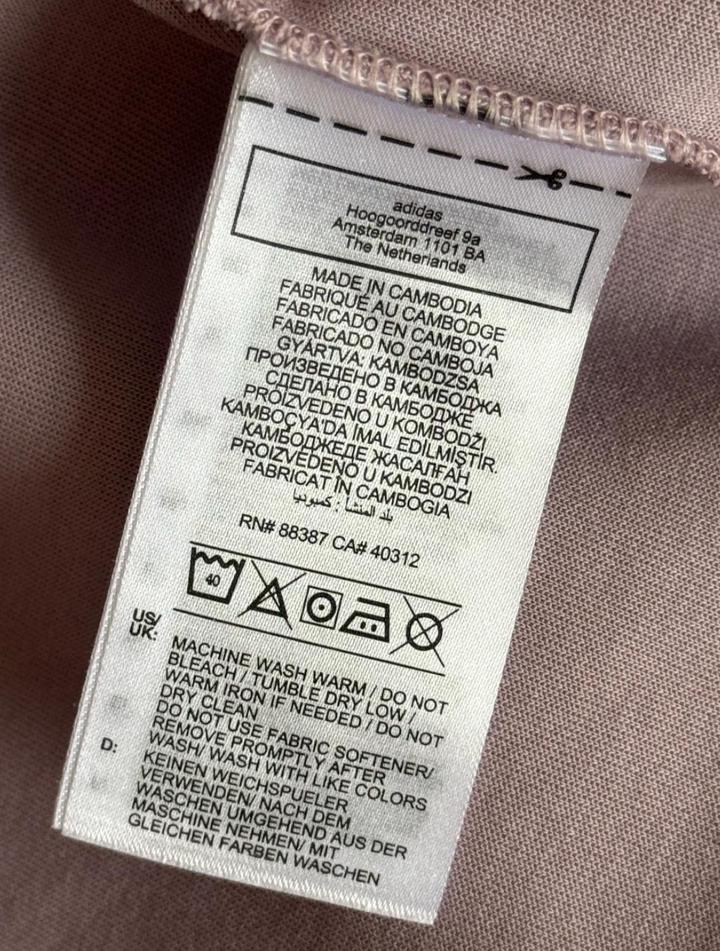 adidas
Hoogoorddreef 9a
Amsterdam 1101 BA
The Netherlands
MADE IN CAMBODIA
FABRIQUÉ AU CAMBODGE
FABRICADO EN CAMBOYA
FABRICADO NO CAMBOJA
GYÁRTVA: KAMBODZSA
ПРОИЗВЕДЕНО В КАМБОДЖА
СДЕЛАНО В КАМБОДЖЕ
PROIZVEDENO U KOMBODŽI
KAMBOÇYA'DA İMAL EDİLMİŞTİR.
КАМБОДЖЕДЕ ЖАСАЛҒАН
PROIZVEDENO U KAMBODZI
FABRICAT ÎN CAMBOGIA
بلد المنشأ : كمبوديا
RN# 88387 CA# 40312
40
US/
UK:
MACHINE WASH WARM / DO NOT
BLEACH / TUMBLE DRY LOW /
WARM IRON IF NEEDED / DO NOT
DRY CLEAN
DO NOT USE FABRIC SOFTENER/
REMOVE PROMPTLY AFTER
WASH/ WASH WITH LIKE COLORS
D:
KEINEN WEICHSPUELER
VERWENDEN/ NACH DEM
WASCHEN UMGEHEND AUS DER
MASCHINE NEHMEN/ MIT
GLEICHEN FARBEN WASCHEN